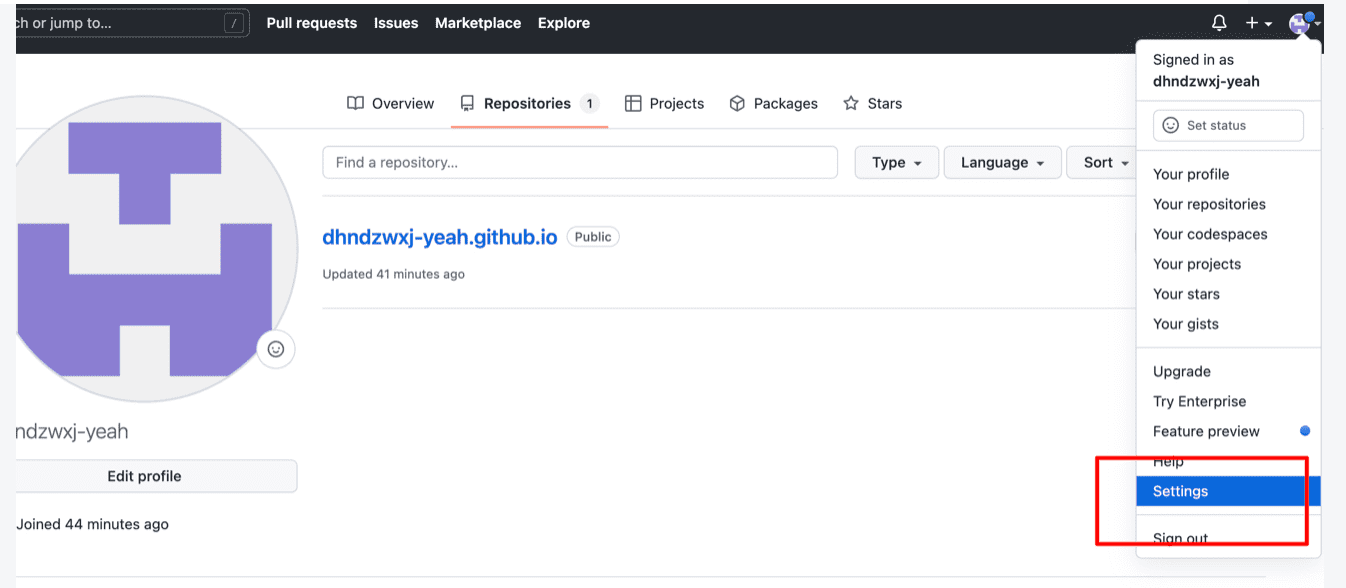 ch or jump to... / Pull requests Issues Marketplace Explore
Signed in as
dhndzwxj-yeah
Overview Repositories 1 Projects Packages Stars
Set status
Find a repository... Type Language Sort
Your profile
Your repositories
Your codespaces
Your projects
Your stars
Your gists
dhndzwxj-yeah.github.io Public
Updated 41 minutes ago
Upgrade
Try Enterprise
Feature preview
Help
Settings
Sign out
ndzwxj-yeah
Edit profile
Joined 44 minutes ago